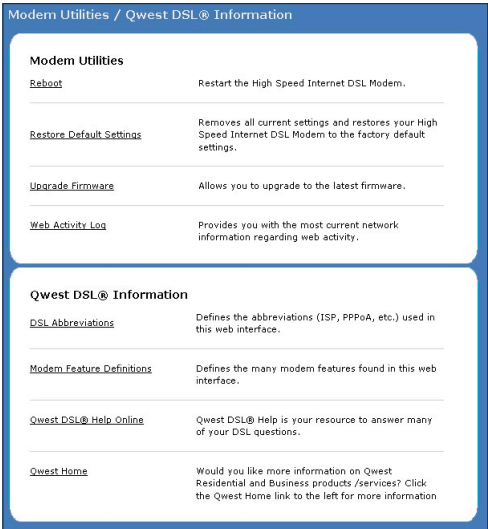 Modem Utilities / Qwest DSL® Information
Modem Utilities
Reboot
Restart the High Speed Internet DSL Modem.
Restore Default Settings
Removes all current settings and restores your High
Speed Internet DSL Modem to the factory default
settings.
Upgrade Firmware
Allows you to upgrade to the latest firmware.
Web Activity Log
Provides you with the most current network
information regarding web activity.
Qwest DSL® Information
DSL Abbreviations
Defines the abbreviations (ISP, PPPoA, etc.) used in
this web interface.
Modem Feature Definitions
Defines the many modem features found in this web
interface.
Qwest DSL® Help Online
Qwest DSL® Help is your resource to answer many
of your DSL questions.
Qwest Home
Would you like more information on Qwest
Residential and Business products /services? Click
the Qwest Home link to the left for more information